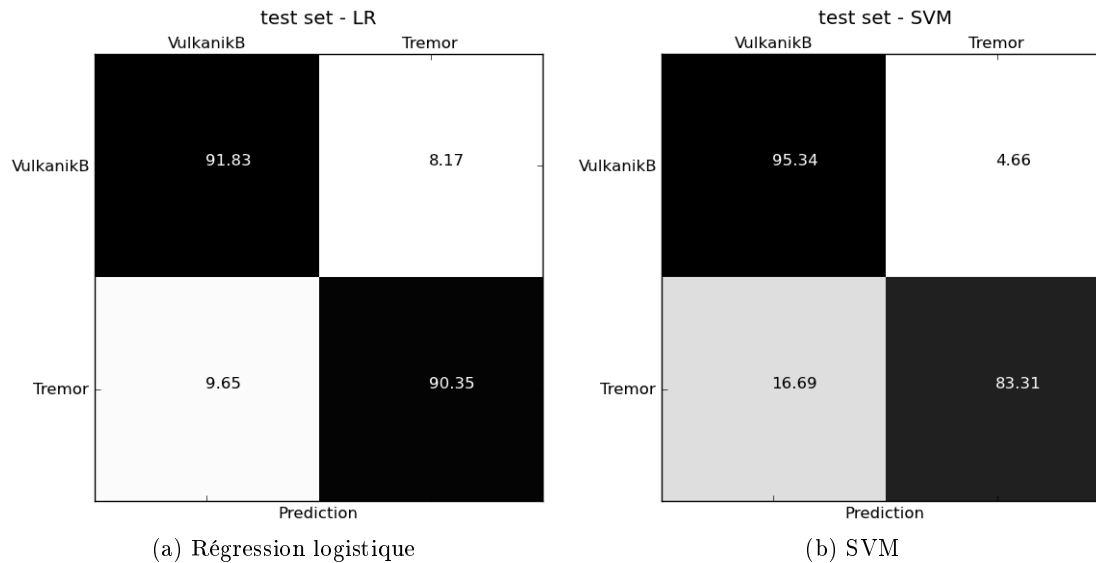 test set - LR
VulkanikB Tremor
VulkanikB 91.83 8.17
Tremor 9.65 90.35
Prediction
(a) Régression logistique
test set - SVM
VulkanikB Tremor
VulkanikB 95.34 4.66
Tremor 16.69 83.31
Prediction
(b) SVM